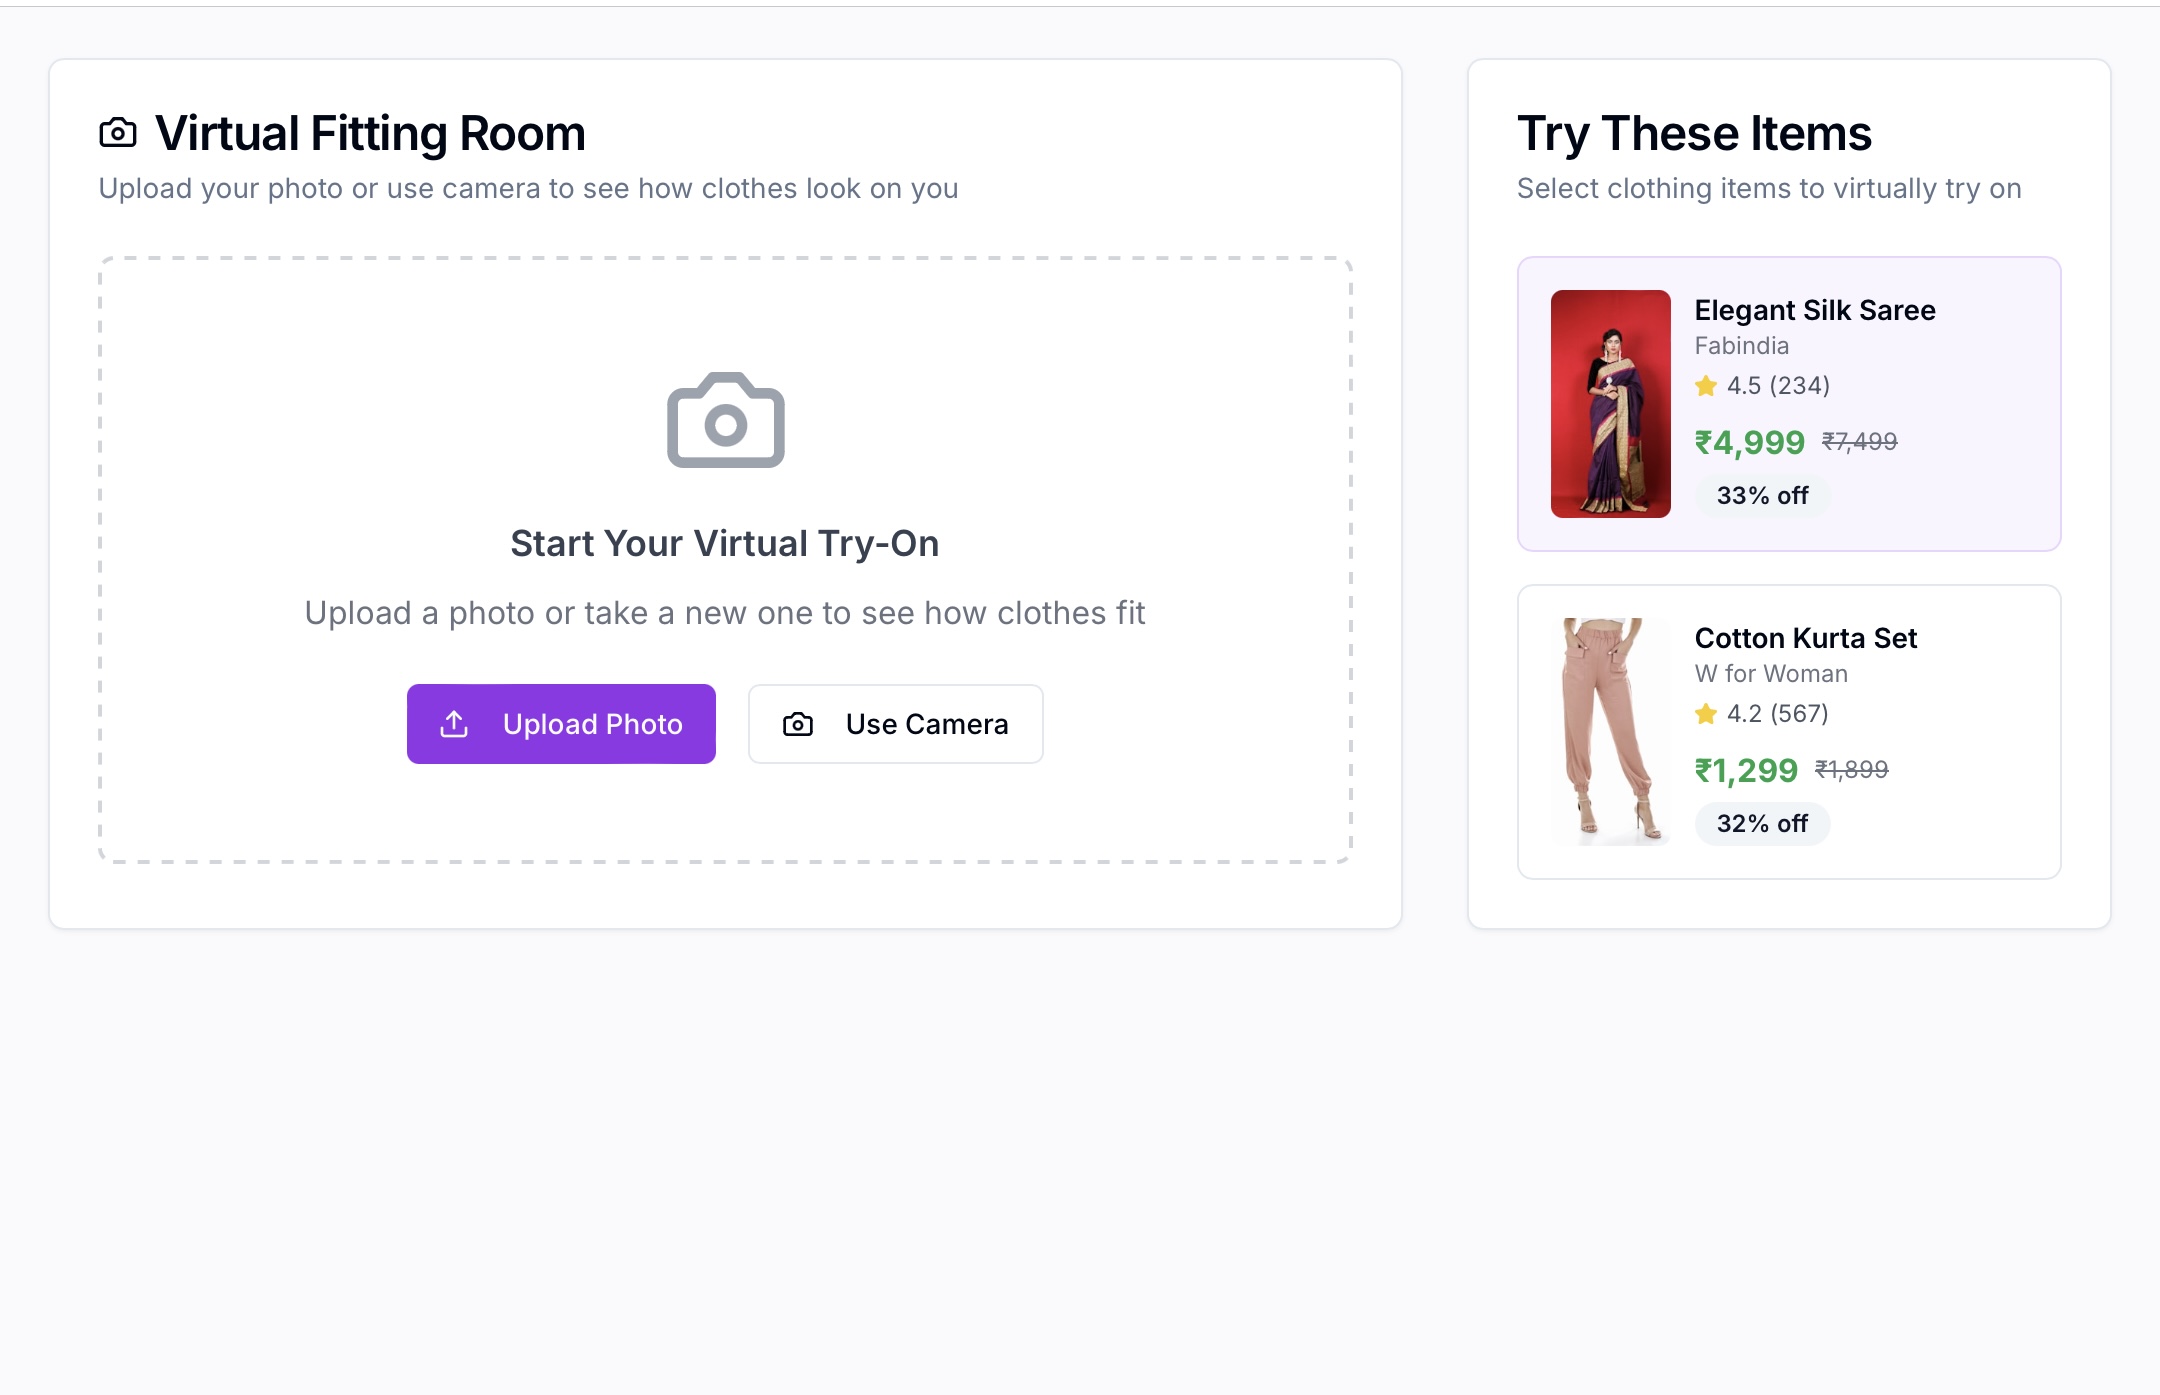 Virtual Fitting Room
Upload your photo or use camera to see how clothes look on you
Start Your Virtual Try-On
Upload a photo or take a new one to see how clothes fit
Upload Photo
Use Camera
Try These Items
Select clothing items to virtually try on
Elegant Silk Saree
Fabindia
4.5 (234)
₹4,999 ₹7,499
33% off
Cotton Kurta Set
W for Woman
4.2 (567)
₹1,299 ₹1,899
32% off